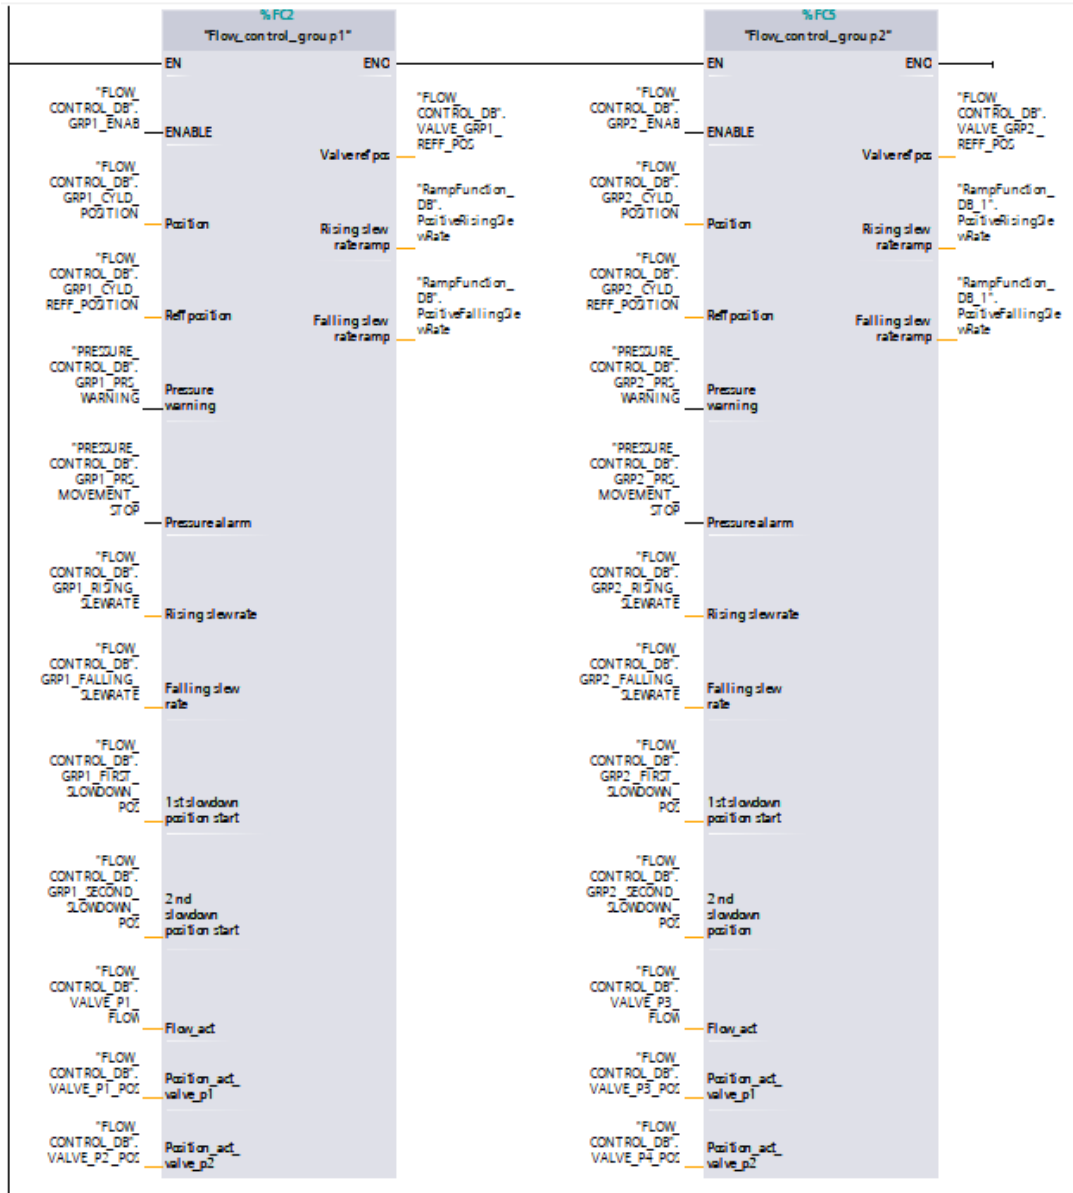 %FC2
"Flow_control_group1"
EN
ENO
"FLOW_
CONTROL_DB".
GRP1_ENAB
ENABLE
"FLOW_
CONTROL_DB".
GRP1_CYLD_
POSITION
Position
"FLOW_
CONTROL_DB".
GRP1_CYLD_
REFF_POSITION
Reff position
"PRESSURE_
CONTROL_DB".
GRP1_PRS_
WARNING
Pressure
warning
"PRESSURE_
CONTROL_DB".
GRP1_PRS_
MOVEMENT_
STOP
Pressure alarm
"FLOW_
CONTROL_DB".
GRP1_RISING_
SLEWRATE
Rising slewrate
"FLOW_
CONTROL_DB".
GRP1_FALLING_
SLEWRATE
Falling slew
rate
"FLOW_
CONTROL_DB".
GRP1_FIRST_
SLOWDOWN_
POS
1st slowdown
position start
"FLOW_
CONTROL_DB".
GRP1_SECOND_
SLOWDOWN_
POS
2nd
slowdown
position start
"FLOW_
CONTROL_DB".
VALVE_P1_
FLOW
Flow_act
"FLOW_
CONTROL_DB".
VALVE_P1_POS
Position_act_
valve_p1
"FLOW_
CONTROL_DB".
VALVE_P2_POS
Position_act_
valve_p2
Valve ref pos
"FLOW_
CONTROL_DB".
VALVE_GRP1_
REFF_POS
Rising slew
rate ramp
"RampFunction_
DB".
PositiveRisingSle
wRate
Falling slew
rate ramp
"RampFunction_
DB".
PositiveFallingSle
wRate
%FC5
"Flow_control_group2"
EN
ENO
"FLOW_
CONTROL_DB".
GRP2_ENAB
ENABLE
"FLOW_
CONTROL_DB".
GRP2_CYLD_
POSITION
Position
"FLOW_
CONTROL_DB".
GRP2_CYLD_
REFF_POSITION
Reff position
"PRESSURE_
CONTROL_DB".
GRP2_PRS_
WARNING
Pressure
warning
"PRESSURE_
CONTROL_DB".
GRP2_PRS_
MOVEMENT_
STOP
Pressure alarm
"FLOW_
CONTROL_DB".
GRP2_RISING_
SLEWRATE
Rising slewrate
"FLOW_
CONTROL_DB".
GRP2_FALLING_
SLEWRATE
Falling slew
rate
"FLOW_
CONTROL_DB".
GRP2_FIRST_
SLOWDOWN_
POS
1st slowdown
position start
"FLOW_
CONTROL_DB".
GRP2_SECOND_
SLOWDOWN_
POS
2nd
slowdown
position
"FLOW_
CONTROL_DB".
VALVE_P3_
FLOW
Flow_act
"FLOW_
CONTROL_DB".
VALVE_P3_POS
Position_act_
valve_p1
"FLOW_
CONTROL_DB".
VALVE_P4_POS
Position_act_
valve_p2
Valve ref pos
"FLOW_
CONTROL_DB".
VALVE_GRP2_
REFF_POS
Rising slew
rate ramp
"RampFunction_
DB_1".
PositiveRisingSle
wRate
Falling slew
rate ramp
"RampFunction_
DB_1".
PositiveFallingSle
wRate